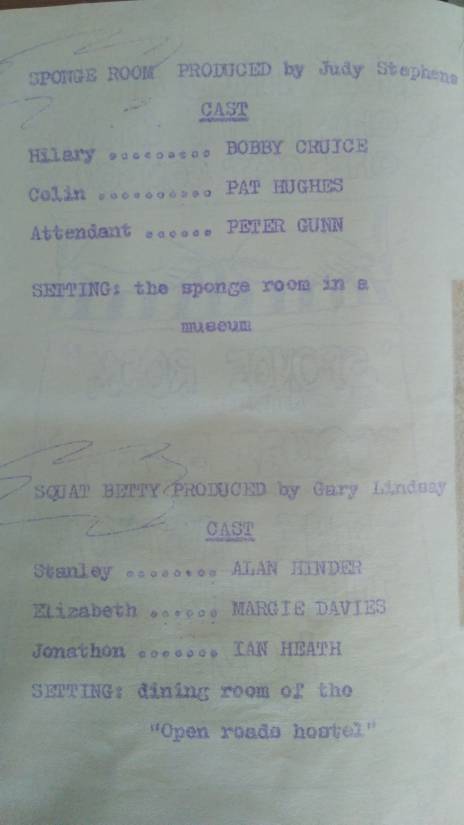 SPONGE ROOM PRODUCED by Judy Stephens
CAST
Hilary ......... BOBBY CRUICE
Colin .......... PAT HUGHES
Attendant ...... PETER GUNN
SETTING: the sponge room in a
museum
SQUAT BETTY PRODUCED by Gary Lindsay
CAST
Stanley ........ ALAN HINDER
Elizabeth ...... MARGIE DAVIES
Jonathon ....... IAN HEATH
SETTING: dining room of the
"Open roads hostel"